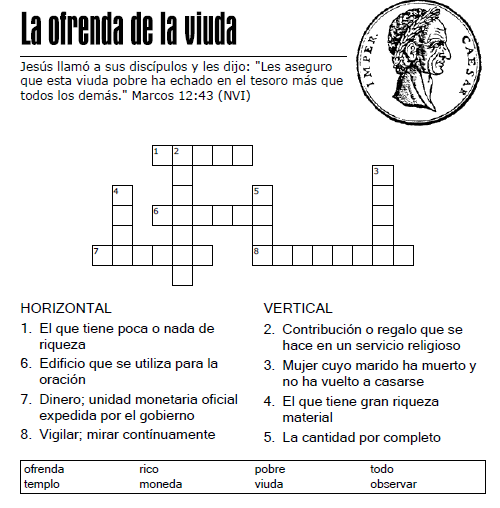 La ofrenda de la viuda
IMPER. CAESAR
Jesús llamó a sus discípulos y les dijo: "Les aseguro
que esta viuda pobre ha echado en el tesoro más que
todos los demás." Marcos 12:43 (NVI)
1 2
3
4 5
6
7 8
HORIZONTAL
1. El que tiene poca o nada de
riqueza
6. Edificio que se utiliza para la
oración
7. Dinero; unidad monetaria oficial
expedida por el gobierno
8. Vigilar; mirar contínuamente
VERTICAL
2. Contribución o regalo que se
hace en un servicio religioso
3. Mujer cuyo marido ha muerto y
no ha vuelto a casarse
4. El que tiene gran riqueza
material
5. La cantidad por completo
ofrenda rico pobre todo
templo moneda viuda observar